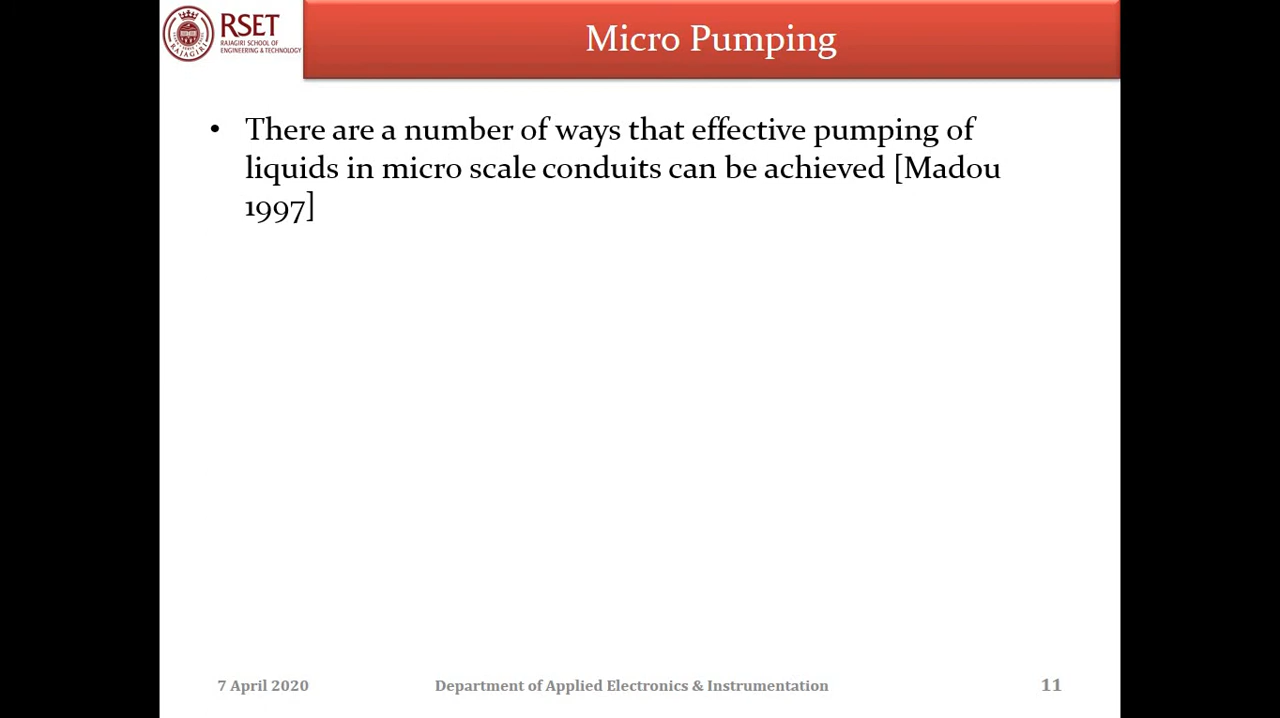 RSET
RAJAGIRI SCHOOL OF
ENGINEERING & TECHNOLOGY
Micro Pumping
• There are a number of ways that effective pumping of
liquids in micro scale conduits can be achieved [Madou
1997]
7 April 2020
Department of Applied Electronics & Instrumentation
11